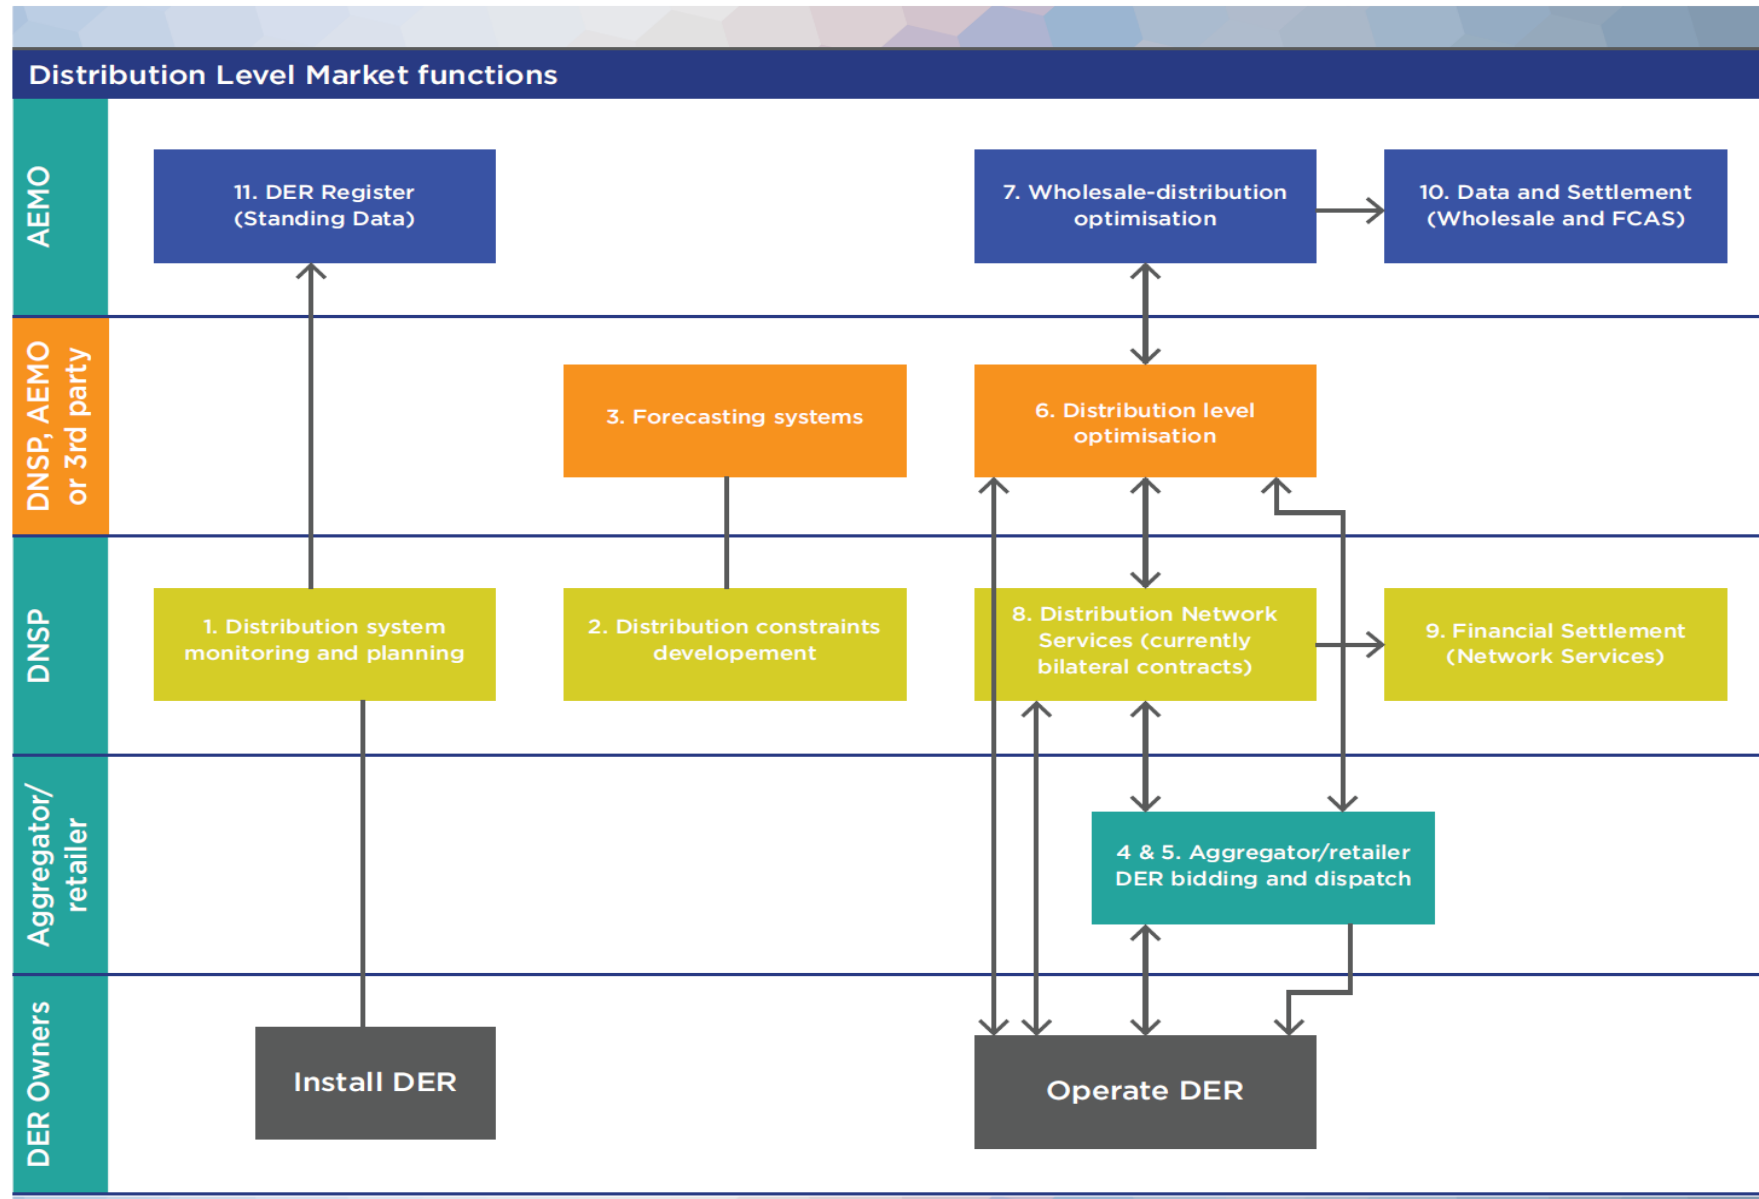 Distribution Level Market functions
AEMO
11. DER Register
(Standing Data)
7. Wholesale-distribution
optimisation
10. Data and Settlement
(Wholesale and FCAS)
DNSP, AEMO
or 3rd party
3. Forecasting systems
6. Distribution level
optimisation
DNSP
1. Distribution system
monitoring and planning
2. Distribution constraints
developement
8. Distribution Network
Services (currently
bilateral contracts)
9. Financial Settlement
(Network Services)
Aggregator/
retailer
4 & 5. Aggregator/retailer
DER bidding and dispatch
DER Owners
Install DER
Operate DER